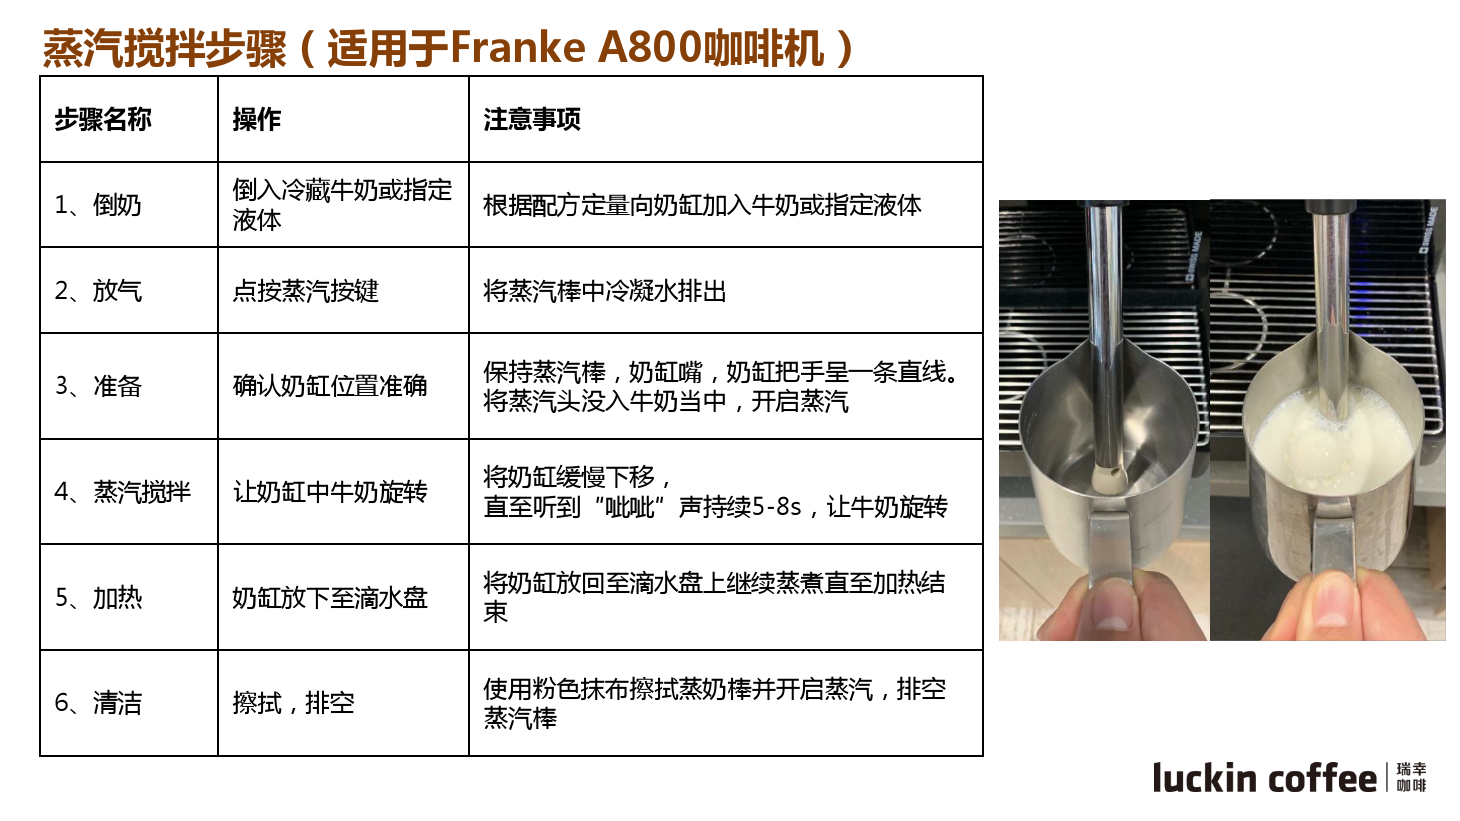 蒸汽搅拌步骤（适用于Franke A800咖啡机）
步骤名称
操作
注意事项
1、倒奶
倒入冷藏牛奶或指定
液体
根据配方定量向奶缸加入牛奶或指定液体
2、放气
点按蒸汽按键
将蒸汽棒中冷凝水排出
3、准备
确认奶缸位置准确
保持蒸汽棒，奶缸嘴，奶缸把手呈一条直线。
将蒸汽头没入牛奶当中，开启蒸汽
4、蒸汽搅拌
让奶缸中牛奶旋转
将奶缸缓慢下移，
直至听到“呲呲”声持续5-8s，让牛奶旋转
5、加热
奶缸放下至滴水盘
将奶缸放回至滴水盘上继续蒸煮直至加热结
束
6、清洁
擦拭，排空
使用粉色抹布擦拭蒸奶棒并开启蒸汽，排空
蒸汽棒
SWISS MADE
SWISS MADE
luckin coffee
瑞幸
咖啡